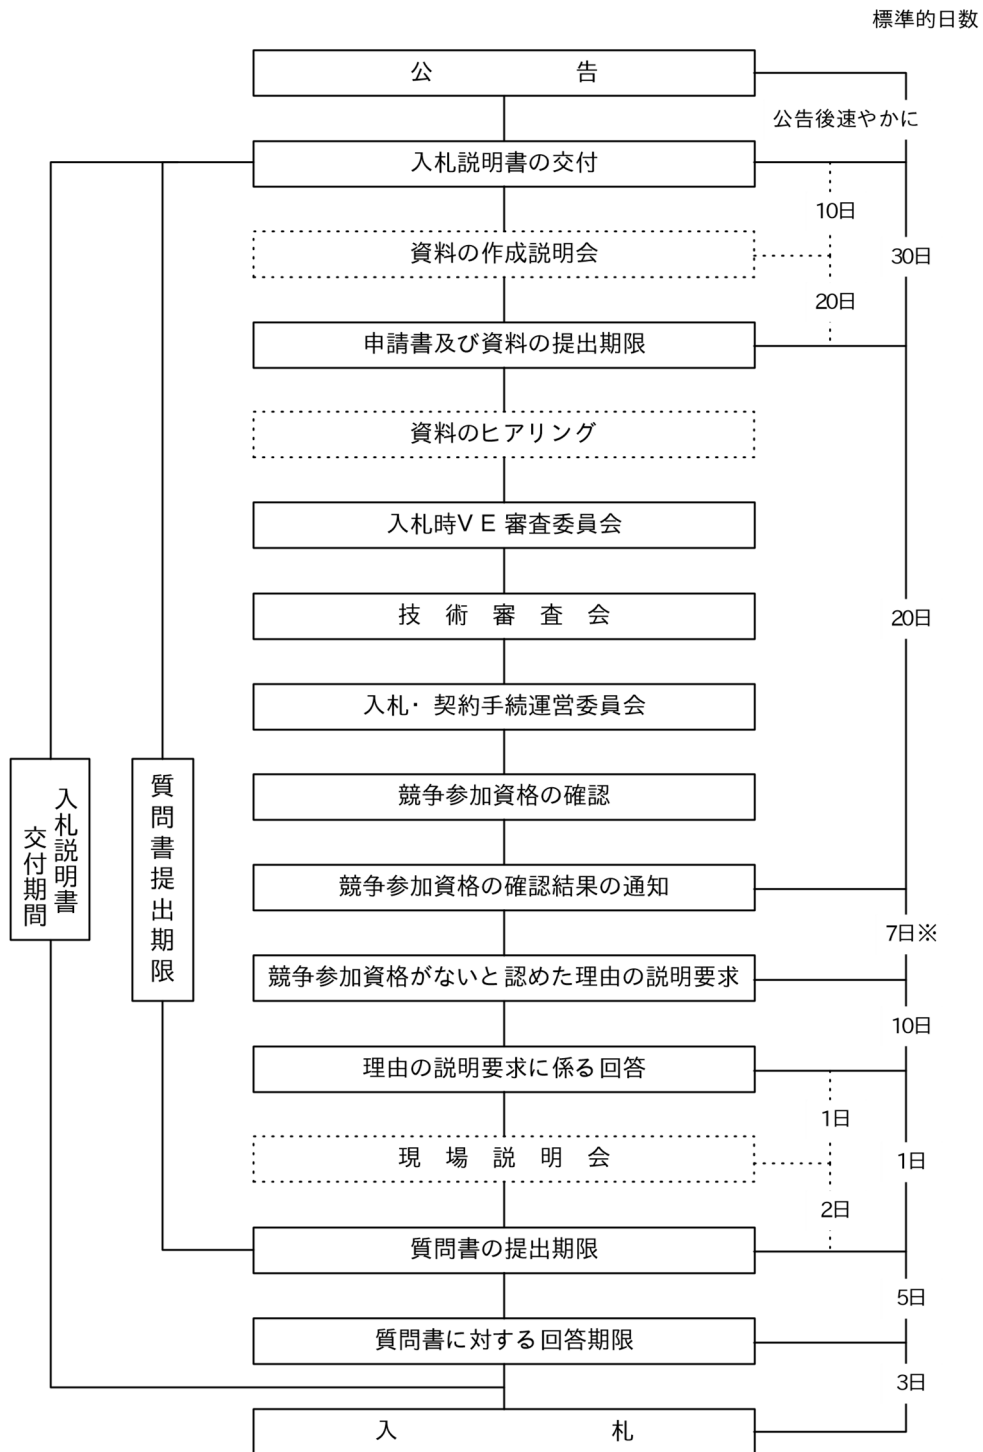 標準的日数
公告
公告後速やかに
入札説明書の交付
10日
資料の作成説明会
30日
20日
申請書及び資料の提出期限
資料のヒアリング
入札時ＶＥ審査委員会
技術審査会
20日
入札・契約手続運営委員会
競争参加資格の確認
入札説明書
交付期間
質問書提出期限
競争参加資格の確認結果の通知
7日※
競争参加資格がないと認めた理由の説明要求
10日
理由の説明要求に係る回答
1日
現場説明会
1日
2日
質問書の提出期限
5日
質問書に対する回答期限
3日
入札